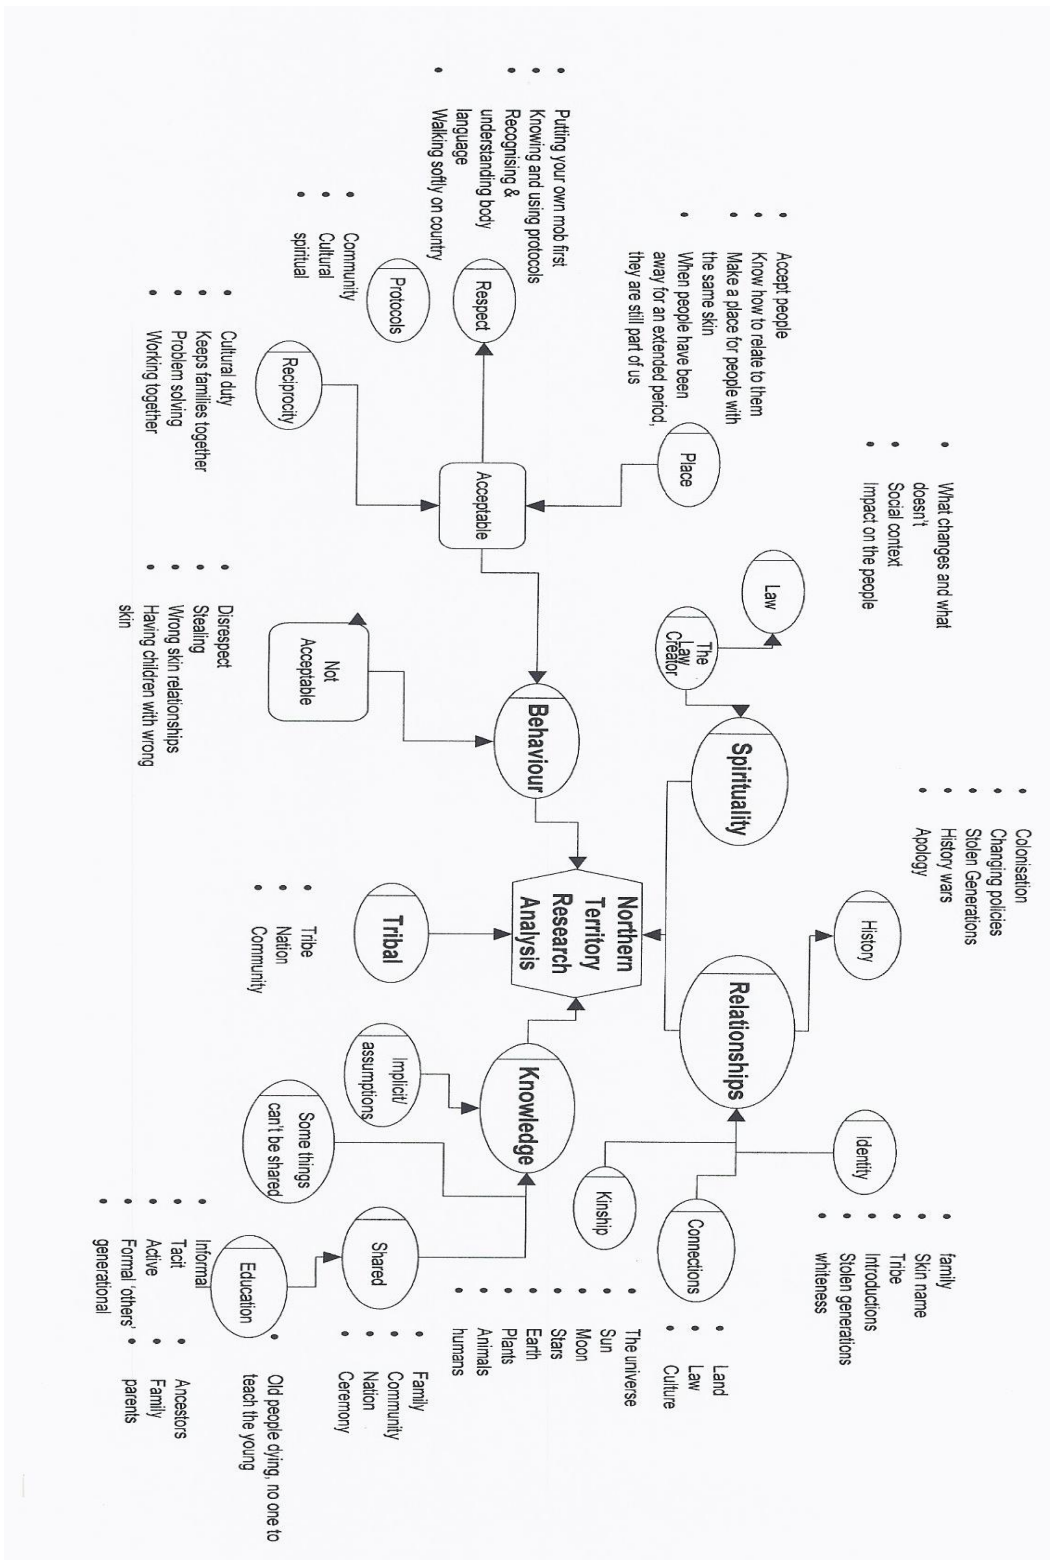 Colonisation
Changing policies
Stolen Generations
History wars
Apology
What changes and what
doesn't
Social context
Impact on the people
family
Skin name
Tribe
Introductions
Stolen generations
whiteness
History
Identity
Law
The
Law
Creator
Spirituality
Relationships
Connections
Land
Law
Culture
Kinship
The universe
Sun
Moon
Stars
Earth
Plants
Animals
humans
Accept people
Know how to relate to them
Make a place for people with
the same skin
When people have been
away for an extended period,
they are still part of us
Place
Putting your own mob first
Knowing and using protocols
Recognising &
understanding body
language
Walking softly on country
Respect
Acceptable
Behaviour
Northern
Territory
Research
Analysis
Knowledge
Community
Cultural
spiritual
Protocols
Reciprocity
Cultural duty
Keeps families together
Problem solving
Working together
Not
Acceptable
Disrespect
Stealing
Wrong skin relationships
Having children with wrong
skin
Tribal
Tribe
Nation
Community
Implicit/
assumptions
Some things
can't be shared
Shared
Family
Community
Nation
Ceremony
Education
Old people dying, no one to
teach the young
Informal
Tacit
Active
Formal 'others'
generational
Ancestors
Family
parents